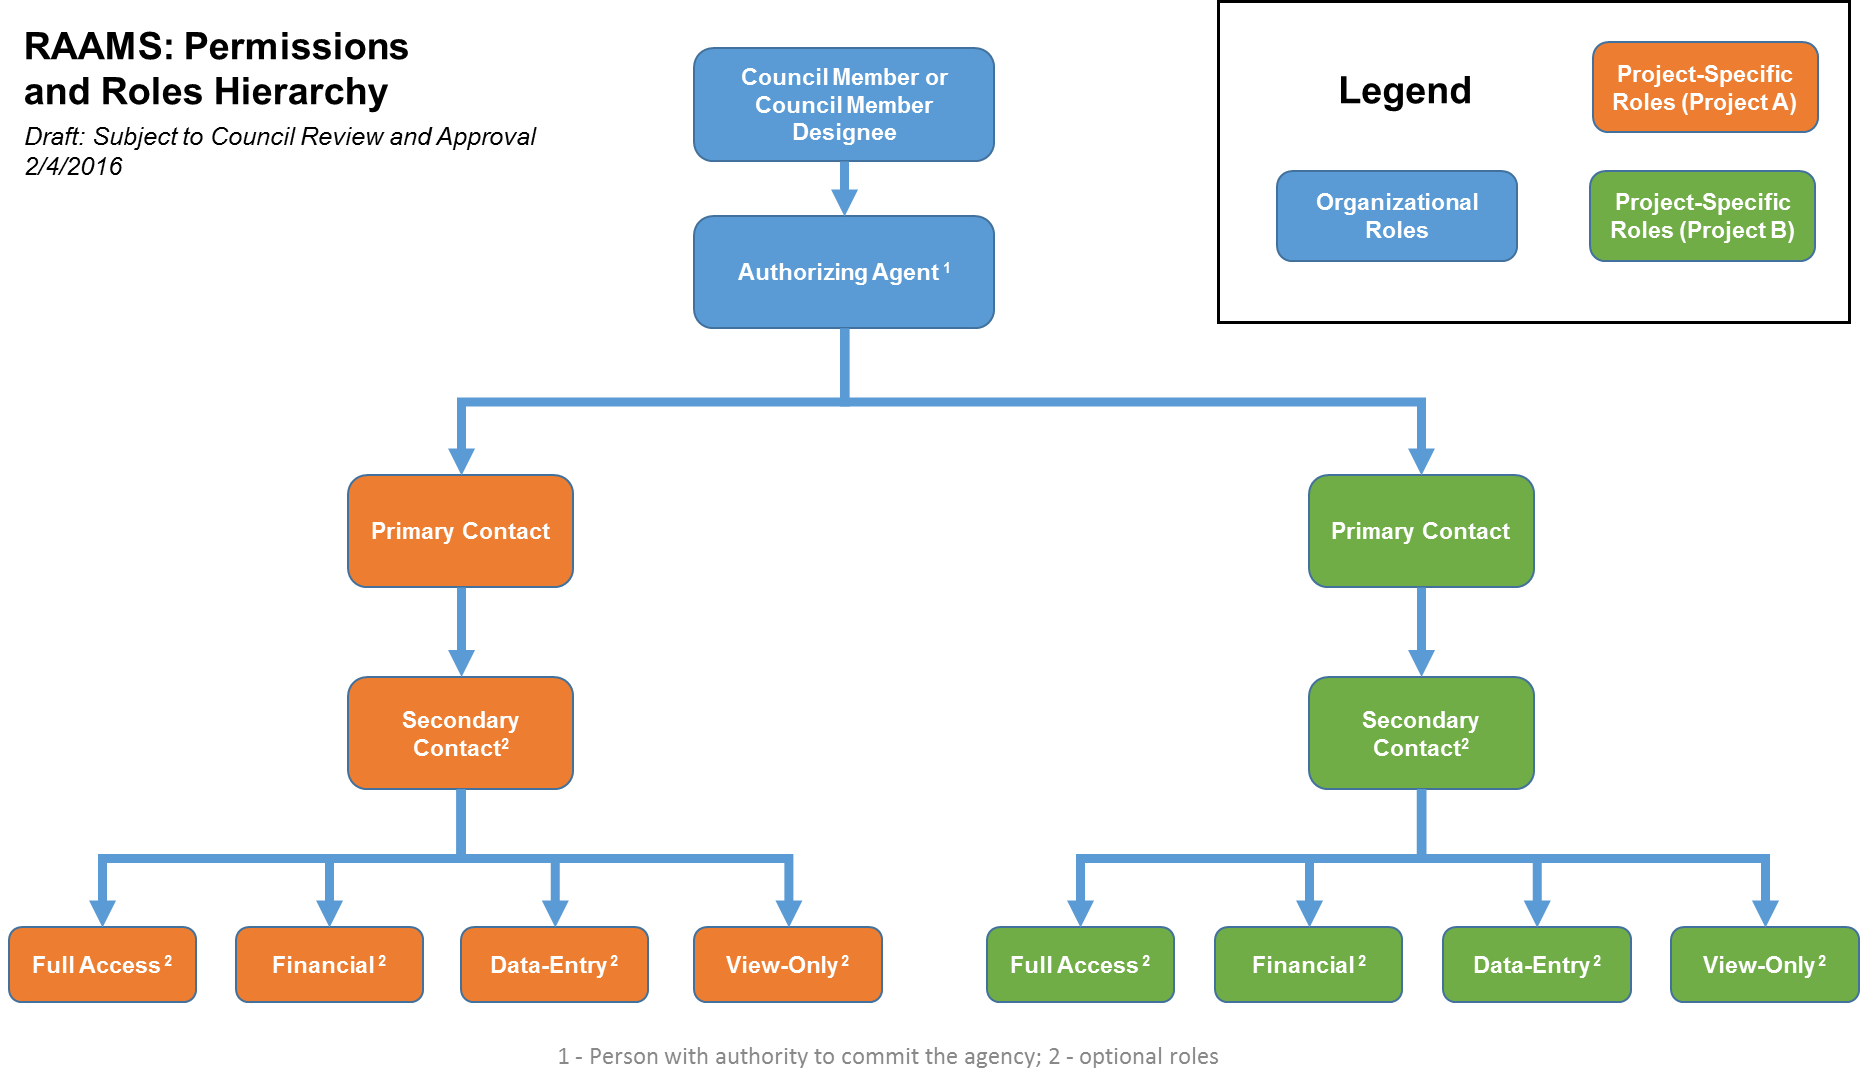 RAAMS: Permissions
and Roles Hierarchy
Draft: Subject to Council Review and Approval
2/4/2016
Council Member or
Council Member
Designee
Legend
Project-Specific
Roles (Project A)
Organizational
Roles
Project-Specific
Roles (Project B)
Authorizing Agent 1
Primary Contact
Primary Contact
Secondary
Contact2
Secondary
Contact2
Full Access 2
Financial 2
Data-Entry 2
View-Only 2
Full Access 2
Financial 2
Data-Entry 2
View-Only 2
1 - Person with authority to commit the agency; 2 - optional roles